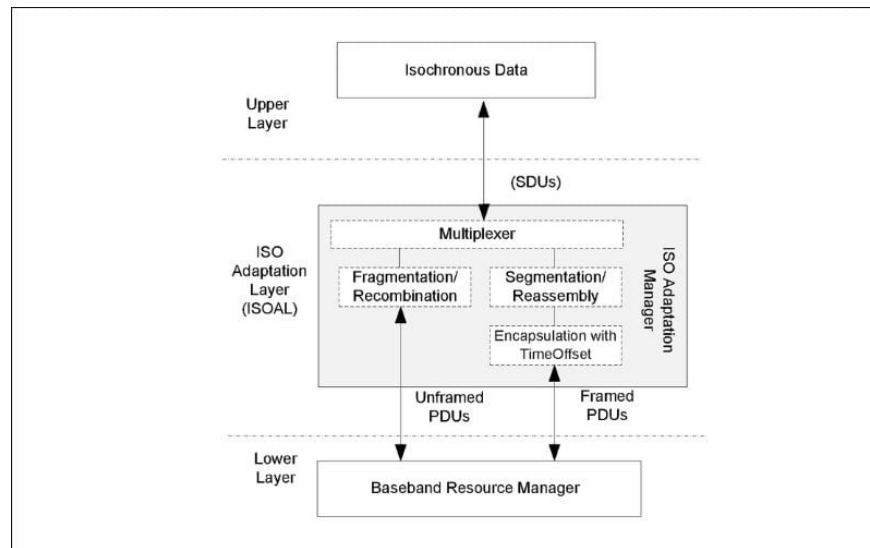 Isochronous Data
Upper
Layer
(SDUs)
Multiplexer
ISO
Adaptation
Layer
(ISOAL)
Fragmentation/
Recombination
Segmentation/
Reassembly
Encapsulation with
TimeOffset
ISO Adaptation
Manager
Unframed
PDUs
Framed
PDUs
Lower
Layer
Baseband Resource Manager